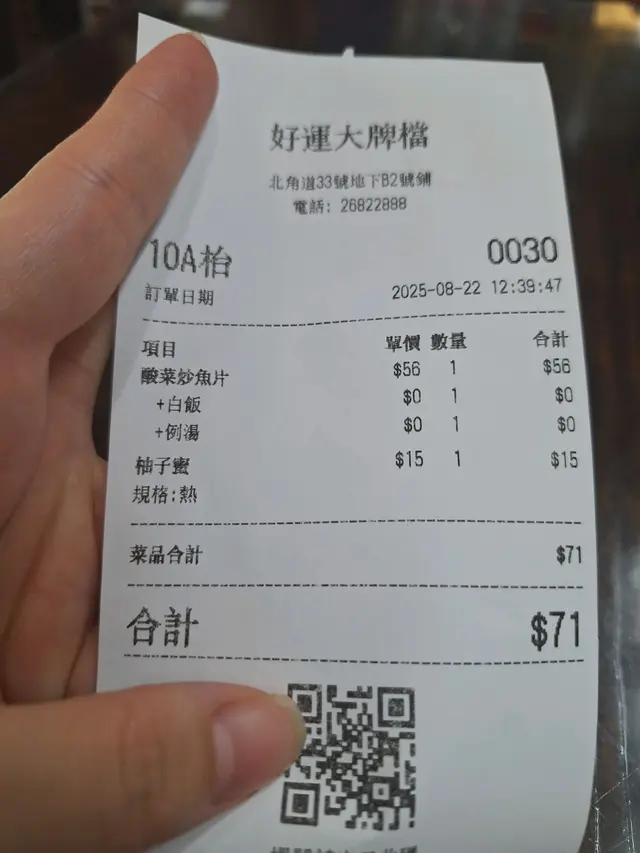 好運大牌檔
北角道33號地下B2號鋪
電話: 26822888
10A枱 0030
訂單日期 2025-08-22 12:39:47
項目 單價 數量 合計
酸菜炒魚片 $56 1 $56
+白飯 $0 1 $0
+例湯 $0 1 $0
柚子蜜 $15 1 $15
規格:熱
菜品合計 $71
合計 $71